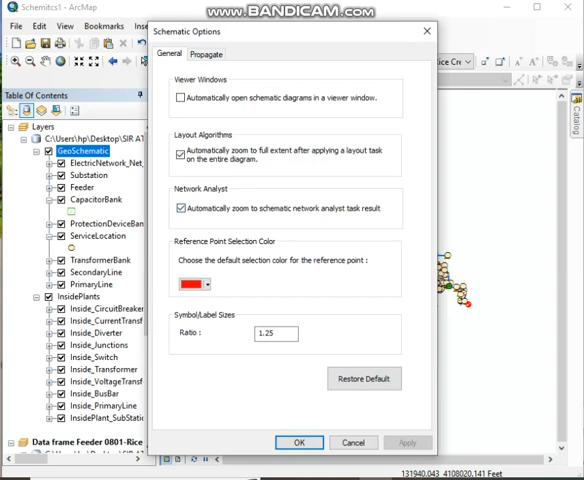 WWW.BANDICAM.COM
Schemitcs1 - ArcMap
File Edit View Bookmarks Insert
Schematic Options
General Propagate
Viewer Windows
Automatically open schematic diagrams in a viewer window.
Layout Algorithms
Automatically zoom to full extent after applying a layout task
on the entire diagram.
Network Analyst
Automatically zoom to schematic network analyst task result
Reference Point Selection Color
Choose the default selection color for the reference point :
Symbol/Label Sizes
Ratio : 1.25
Restore Default
OK Cancel Apply
Table Of Contents
Layers
C:\Users\hp\Desktop\SIR AT
GeoSchematic
ElectricNetwork_Net_
Substation
Feeder
CapacitorBank
ProtectionDeviceBan
ServiceLocation
TransformerBank
SecondaryLine
PrimaryLine
InsidePlants
Inside_CircuitBreaker
Inside_CurrentTransf
Inside_Diverter
Inside_Junctions
Inside_Switch
Inside_Transformer
Inside_VoltageTransf
Inside_BusBar
Inside_PrimaryLine
InsidePlant_SubStatio
Data frame Feeder 0801-Rice
Catalog
131940.043 4108020.141 Feet